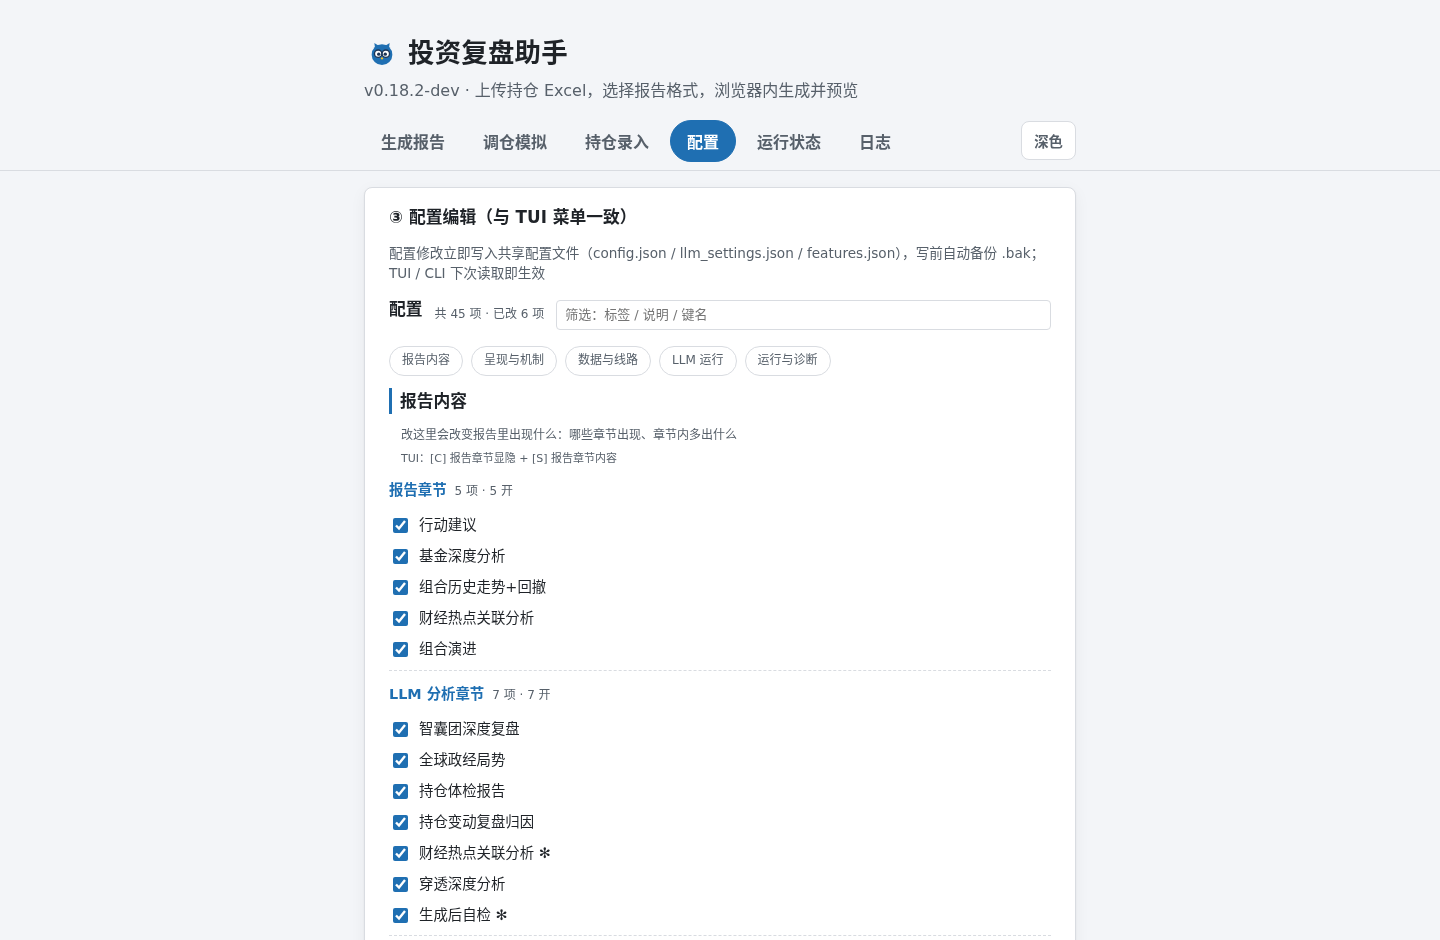 投资复盘助手
v0.18.2-dev · 上传持仓 Excel，选择报告格式，浏览器内生成并预览
生成报告 调仓模拟 持仓录入 配置 运行状态 日志 深色
③ 配置编辑（与 TUI 菜单一致）
配置修改立即写入共享配置文件（config.json / llm_settings.json / features.json），写前自动备份 .bak；
TUI / CLI 下次读取即生效
配置 共 45 项 · 已改 6 项 筛选：标签 / 说明 / 键名
报告内容 呈现与机制 数据与线路 LLM 运行 运行与诊断
报告内容
改这里会改变报告里出现什么：哪些章节出现、章节内多出什么
TUI：[C] 报告章节显隐 + [S] 报告章节内容
报告章节 5 项 · 5 开
行动建议
基金深度分析
组合历史走势+回撤
财经热点关联分析
组合演进
LLM 分析章节 7 项 · 7 开
智囊团深度复盘
全球政经局势
持仓体检报告
持仓变动复盘归因
财经热点关联分析 ✻
穿透深度分析
生成后自检 ✻